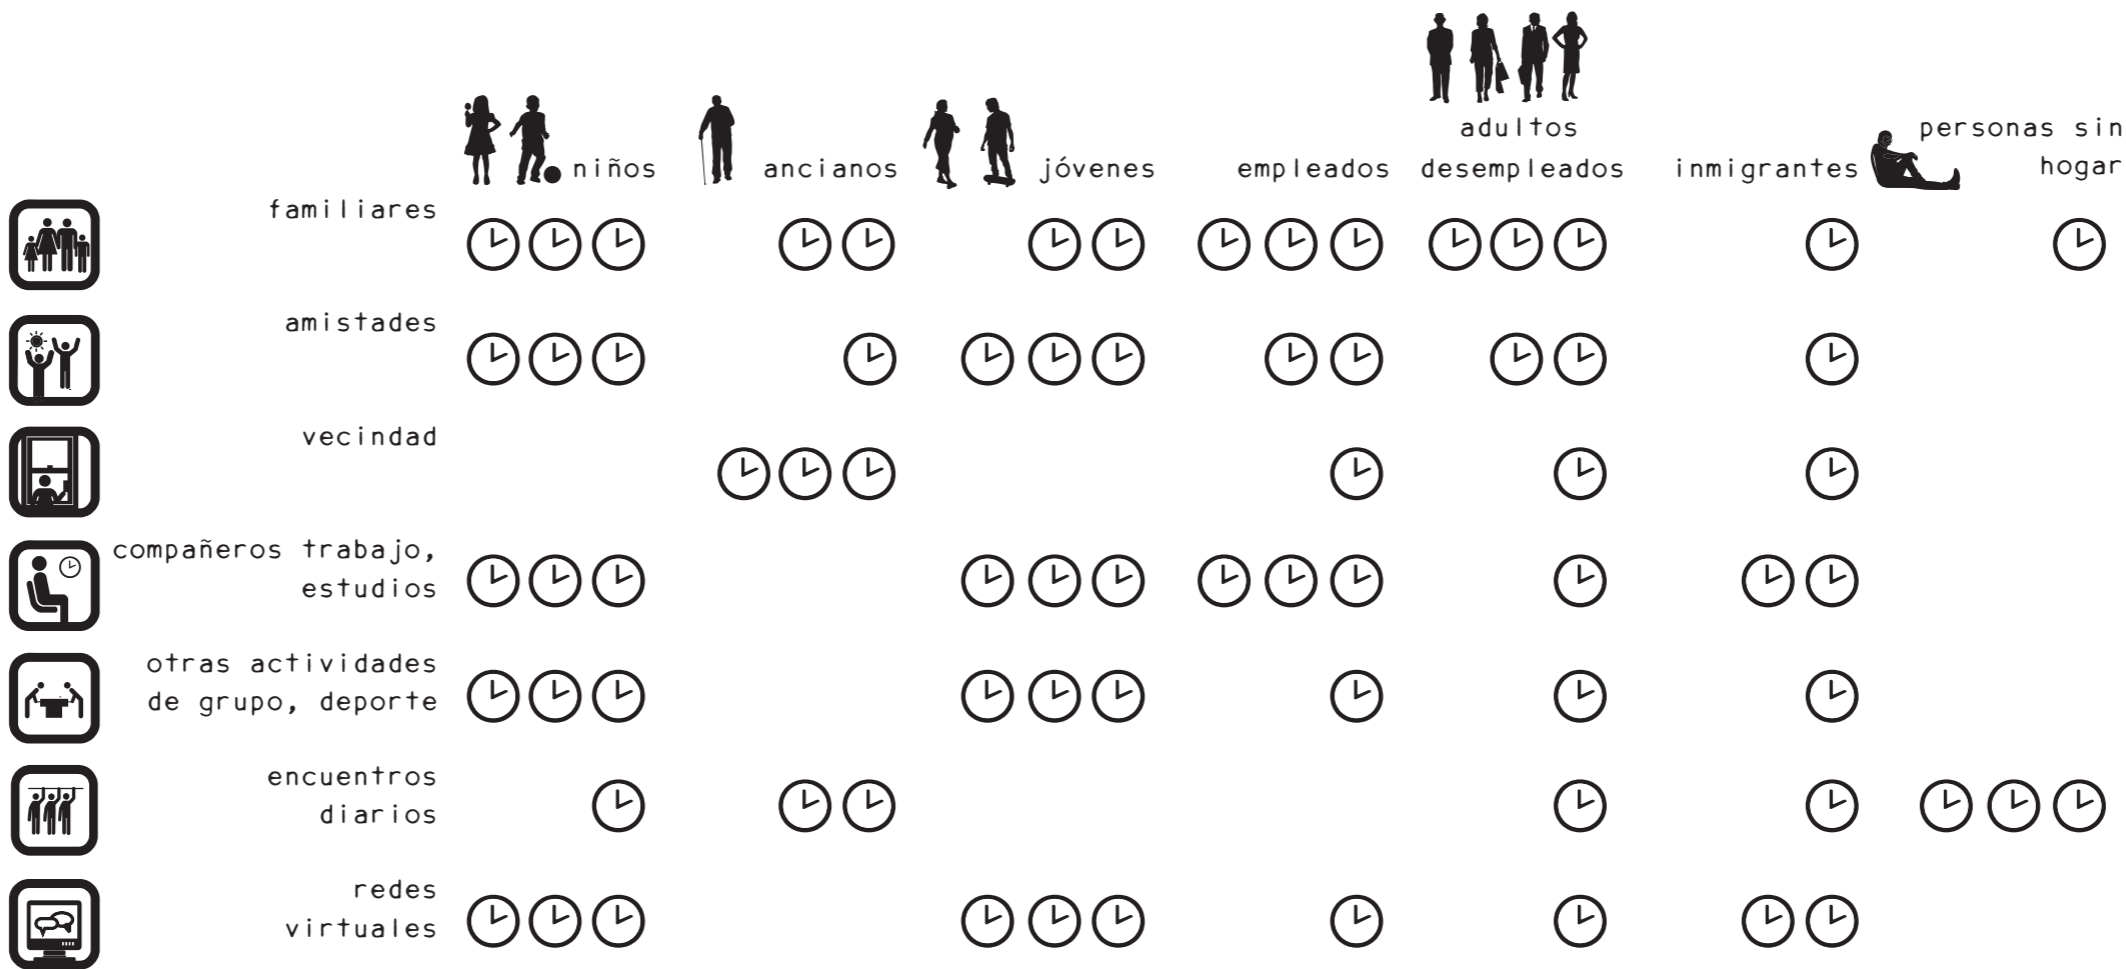 adultos
personas sin
niños
ancianos
jóvenes
empleados
desempleados
inmigrantes
hogar
familiares
amistades
vecindad
compañeros trabajo,
estudios
otras actividades
de grupo, deporte
encuentros
diarios
redes
virtuales